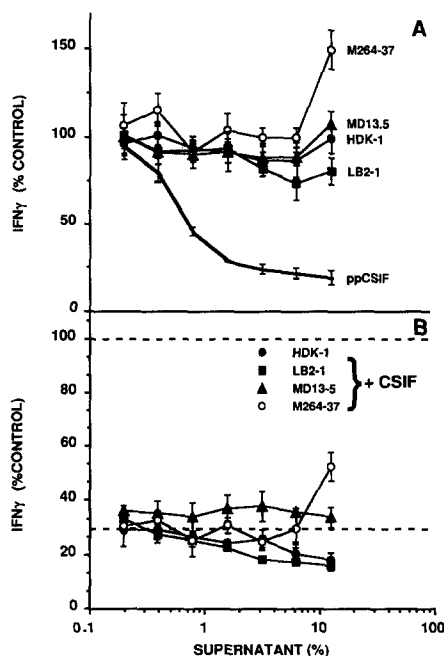 A
150
100
50
0
IFNγ (% CONTROL)
M264-37
MD13.5
HDK-1
LB2-1
ppCSIF
B
100
80
60
40
20
0
IFNγ (%CONTROL)
HDK-1
LB2-1
MD13-5
M264-37
} + CSIF
0.1
1
10
100
SUPERNATANT (%)